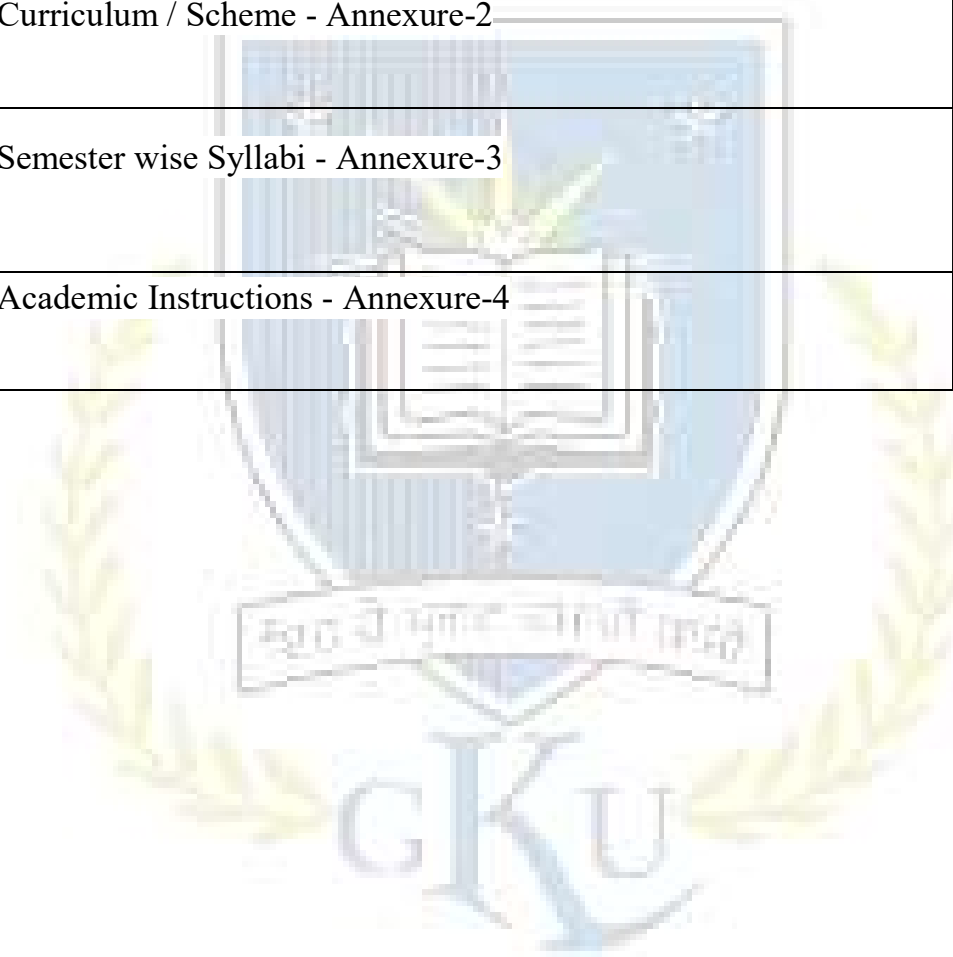 Curriculum / Scheme - Annexure-2
Semester wise Syllabi - Annexure-3
Academic Instructions - Annexure-4
GKU